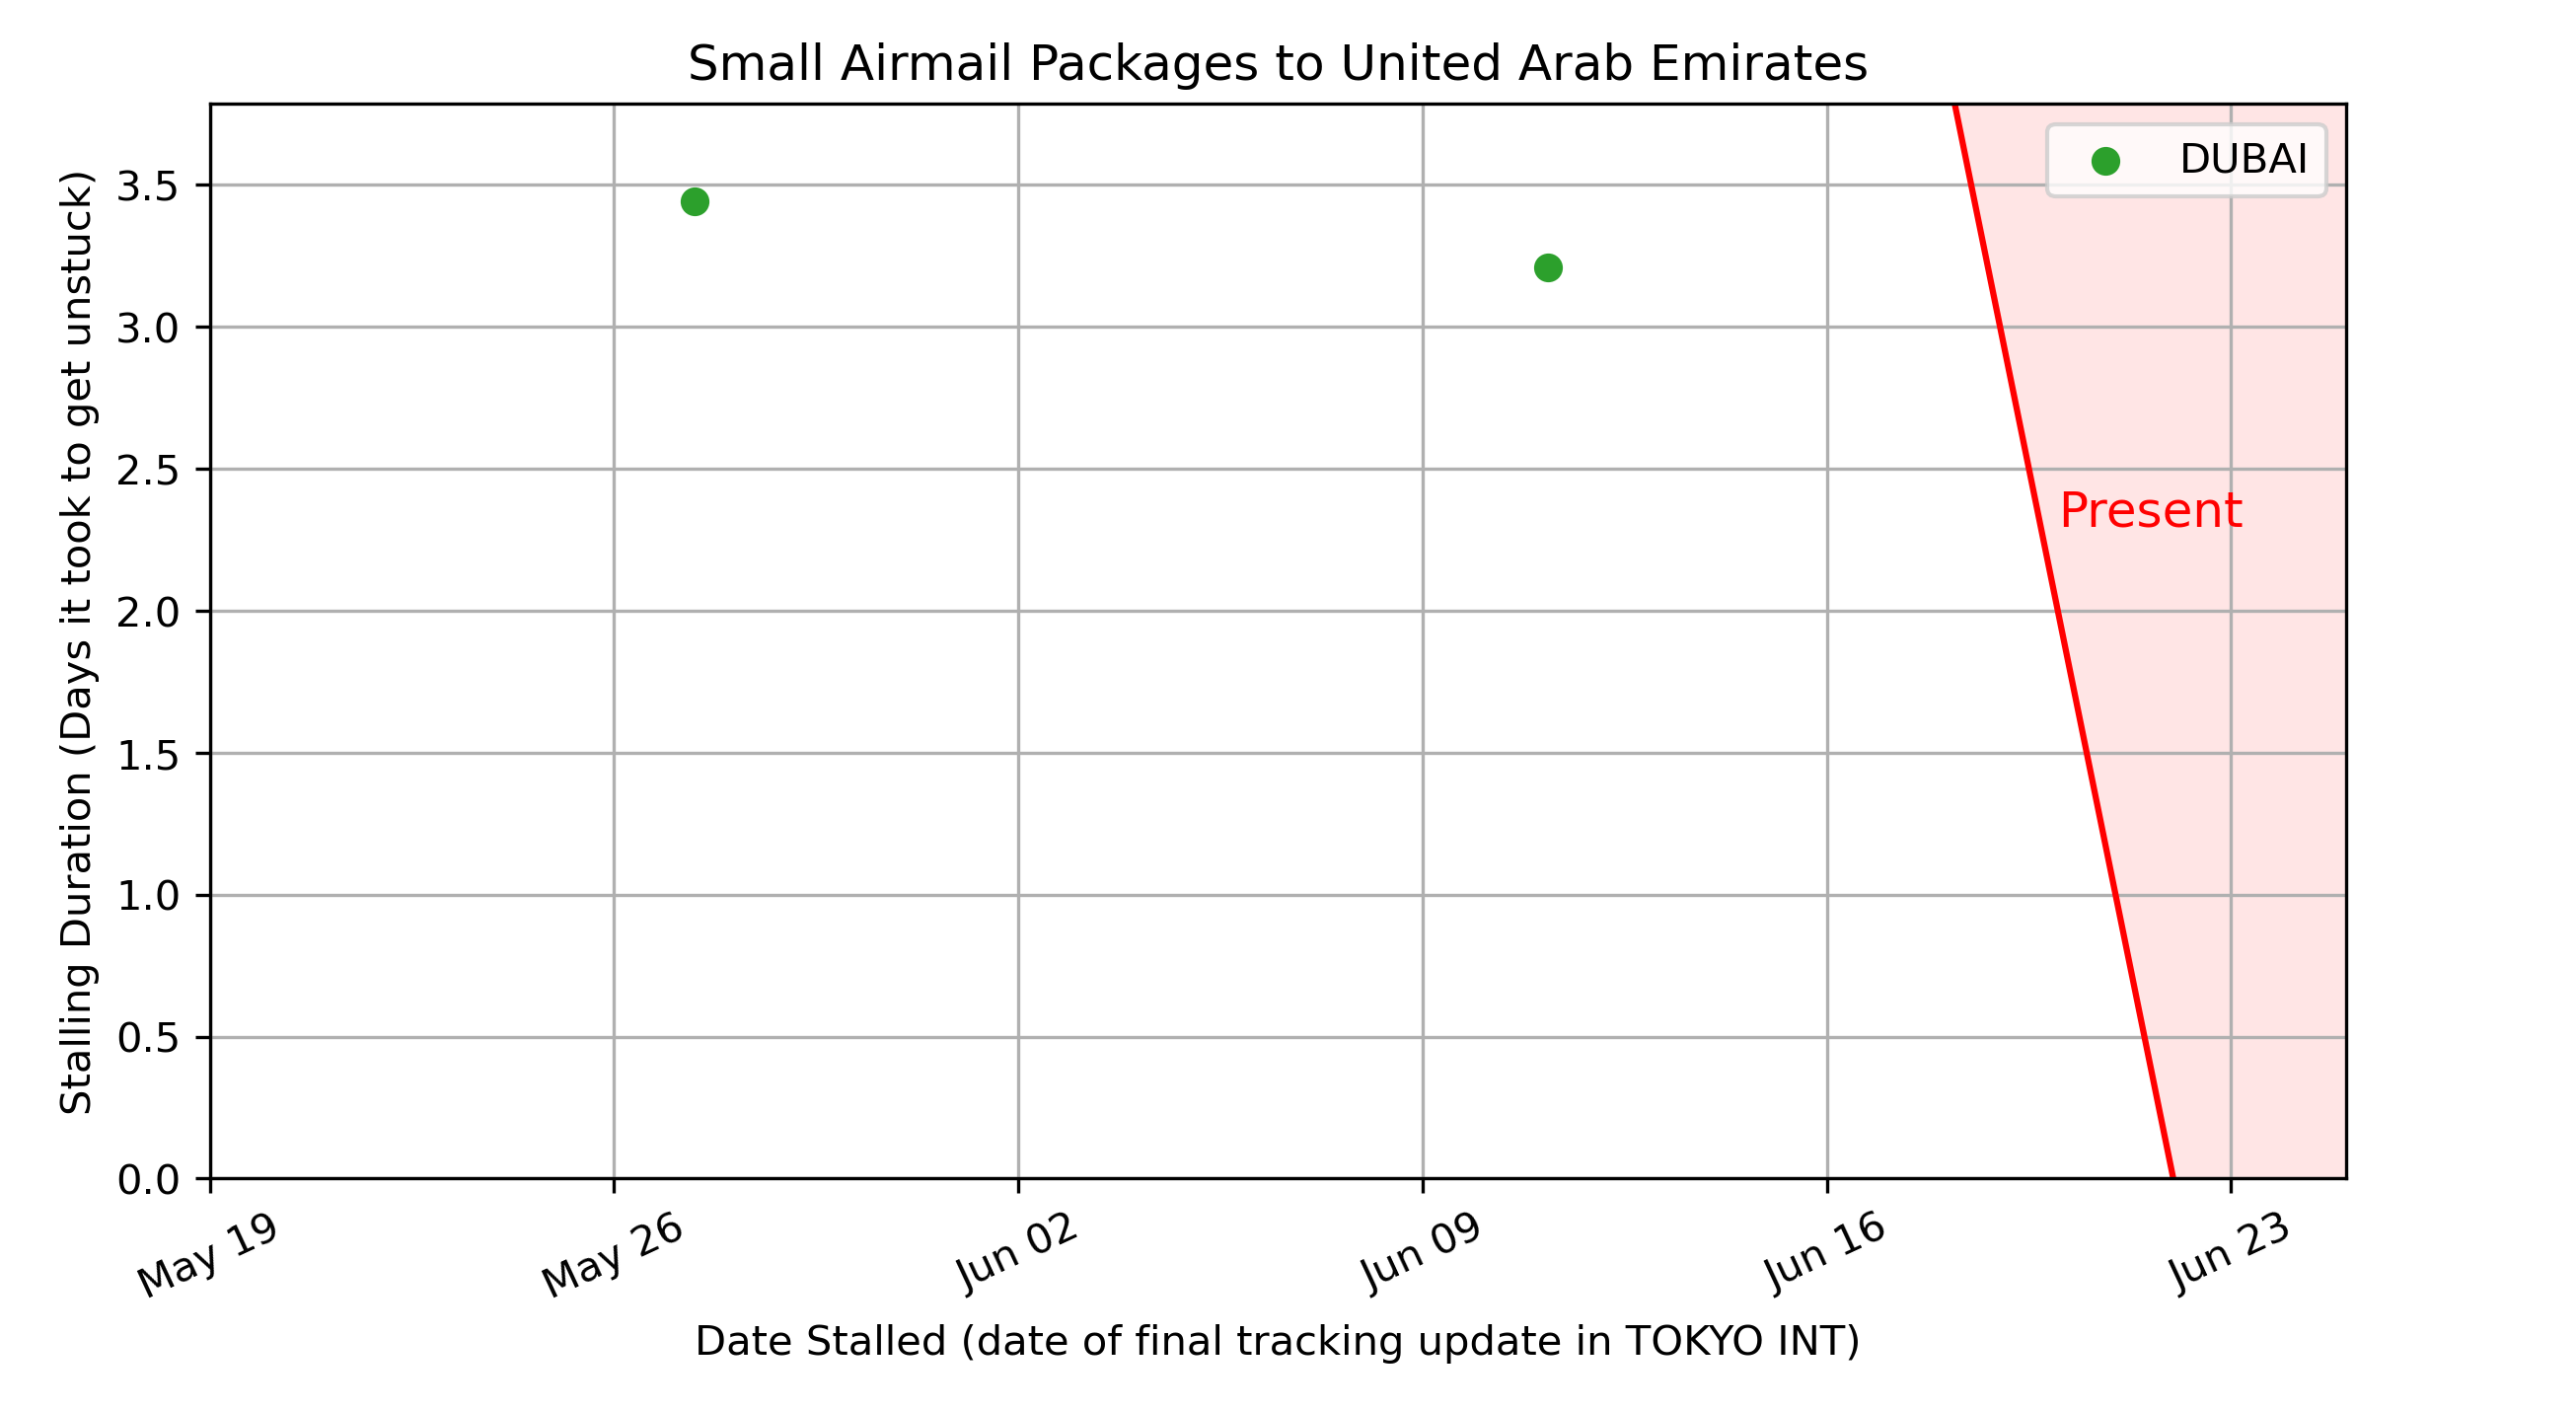 Small Airmail Packages to United Arab Emirates
DUBAI
Stalling Duration (Days it took to get unstuck)
3.5
3.0
2.5
2.0
1.5
1.0
0.5
0.0
Present
May 19
May 26
Jun 02
Jun 09
Jun 16
Jun 23
Date Stalled (date of final tracking update in TOKYO INT)